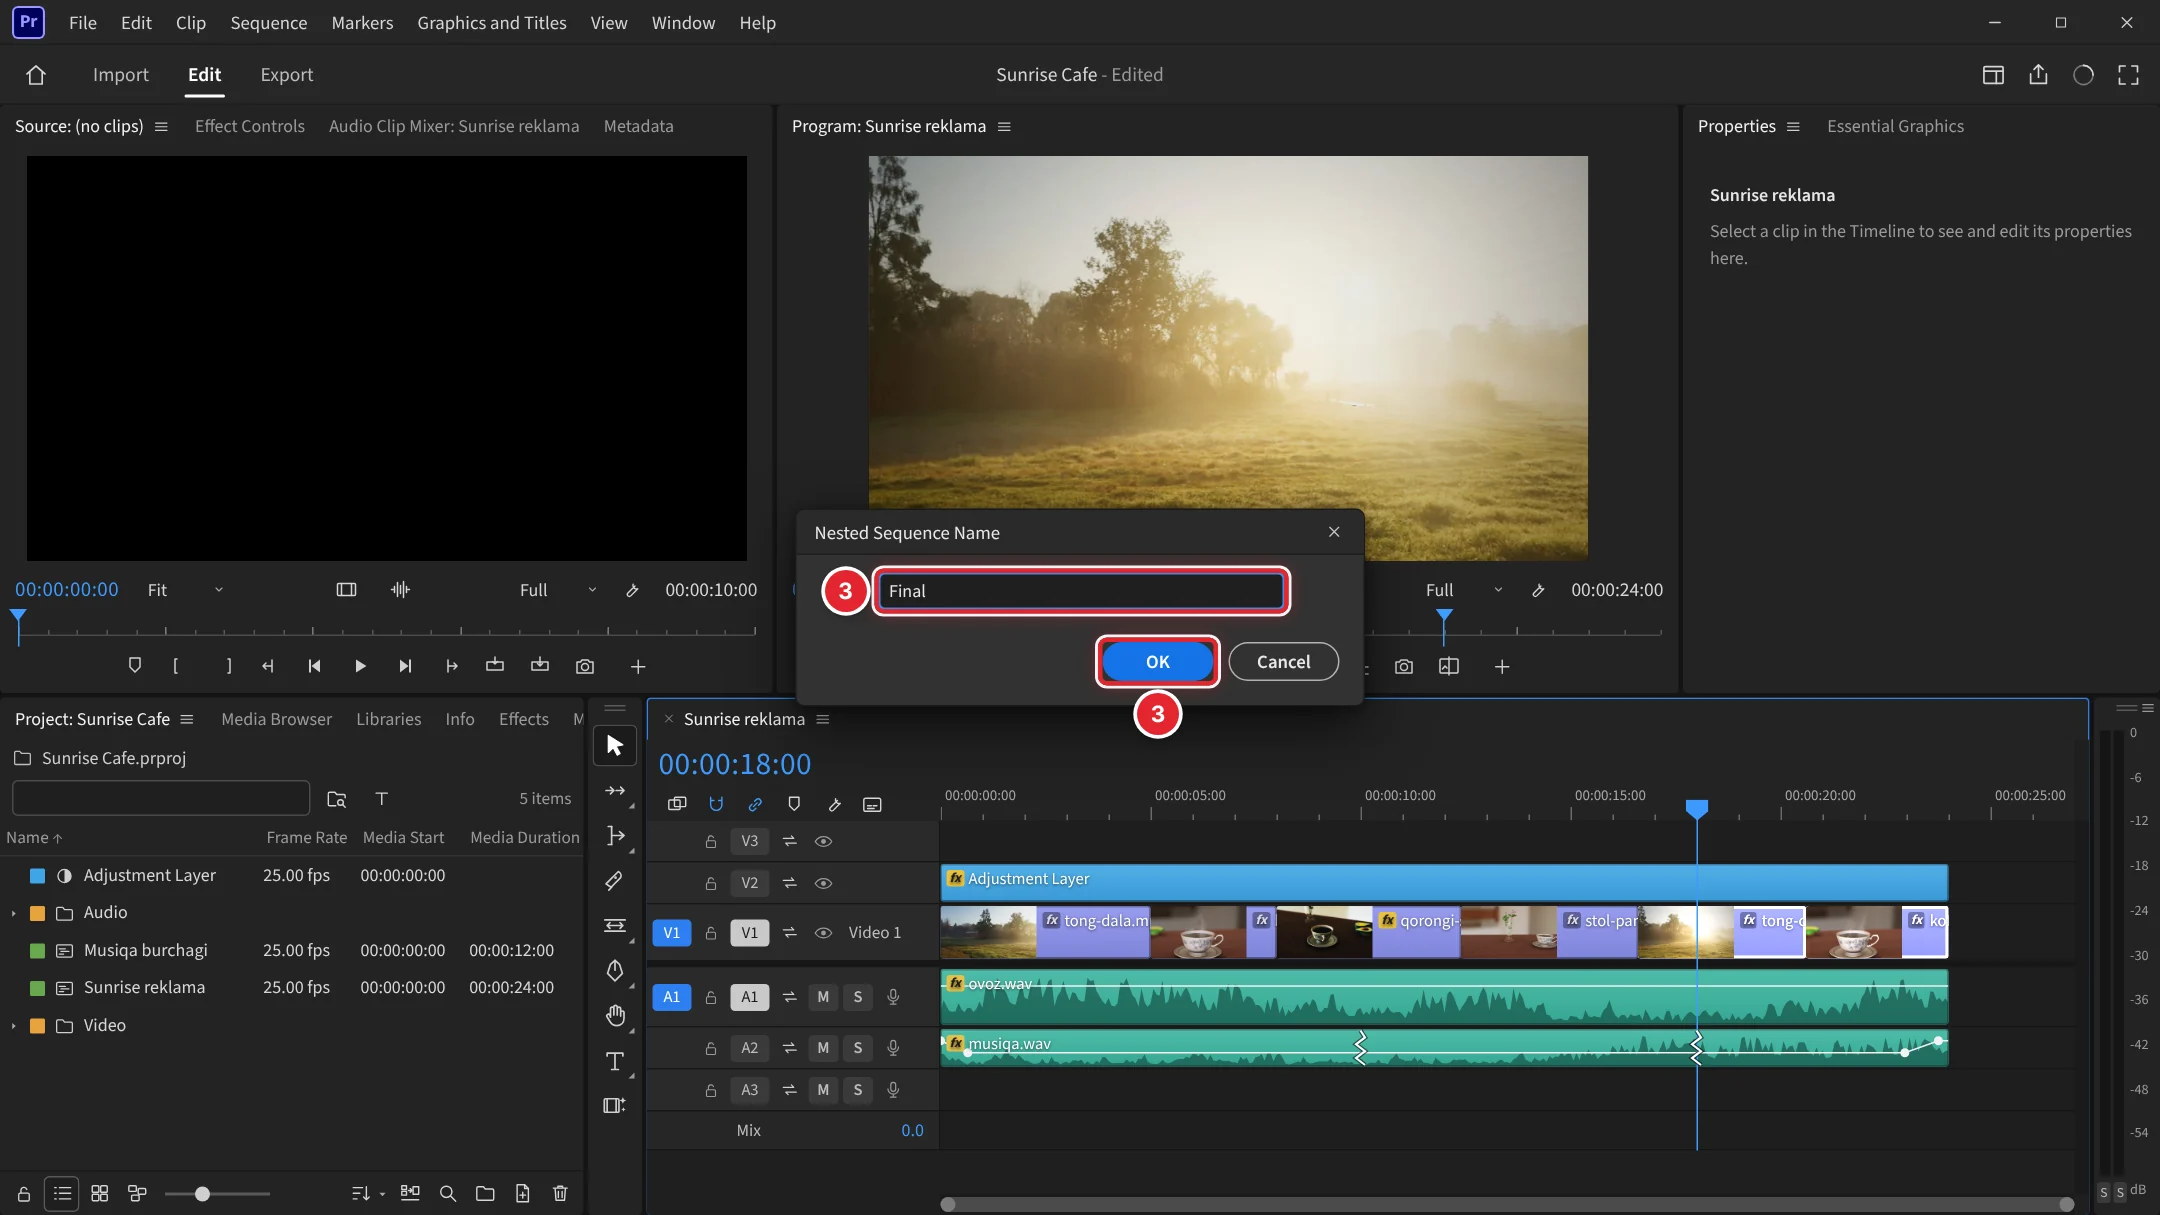 Pr File Edit Clip Sequence Markers Graphics and Titles View Window Help
Import Edit Export Sunrise Cafe - Edited
Source: (no clips) Effect Controls Audio Clip Mixer: Sunrise reklama Metadata
Program: Sunrise reklama
Properties Essential Graphics
Sunrise reklama
Select a clip in the Timeline to see and edit its properties
here.
Nested Sequence Name
3 Final
OK Cancel
3
00:00:00:00 Fit Full 00:00:10:00
Full 00:00:24:00
Project: Sunrise Cafe Media Browser Libraries Info Effects M
Sunrise Cafe.prproj
5 items
Name Frame Rate Media Start Media Duration
Adjustment Layer 25.00 fps 00:00:00:00
Audio
Musiqa burchagi 25.00 fps 00:00:00:00 00:00:12:00
Sunrise reklama 25.00 fps 00:00:00:00 00:00:24:00
Video
Sunrise reklama
00:00:18:00
00:00:00:00 00:00:05:00 00:00:10:00 00:00:15:00 00:00:20:00 00:00:25:00
V3
V2 fx Adjustment Layer
V1 V1 Video 1 fx tong-dala.m fx fx qorongi- fx stol-par fx tong-d fx ko
A1 A1 M S fx ovoz.wav
A2 M S fx musiqa.wav
A3 M S
Mix 0.0
0
-6
-12
-18
-24
-30
-36
-42
-48
-54
S S dB